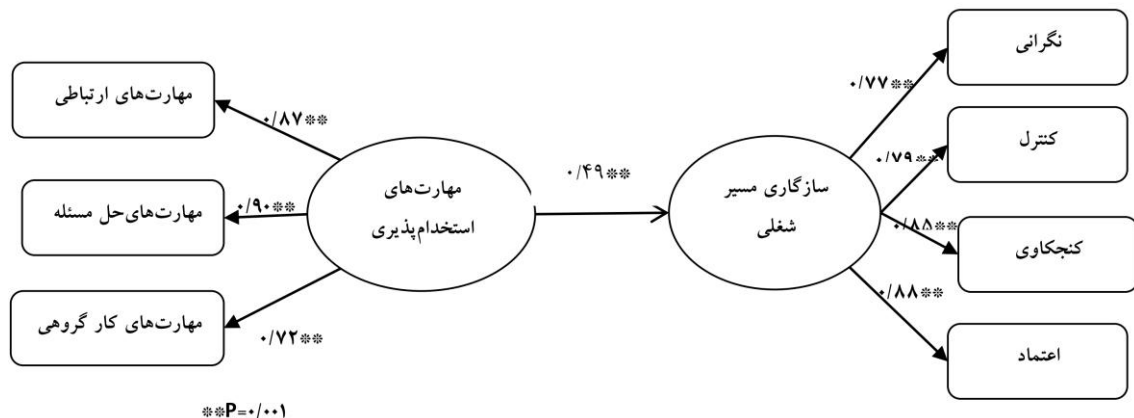 نگرانی
۰/۷۷**
مهارت‌های ارتباطی
۰/۸۷**
کنترل
۰/۷۹**
مهارت‌های
استخدام‌پذیری
۰/۴۹**
سازگاری مسیر
شغلی
مهارت‌های حل مسئله
۰/۹۰**
کنجکاوی
۰/۸۵**
مهارت‌های کار گروهی
۰/۷۲**
اعتماد
۰/۸۸**
**P=۰/۰۰۱